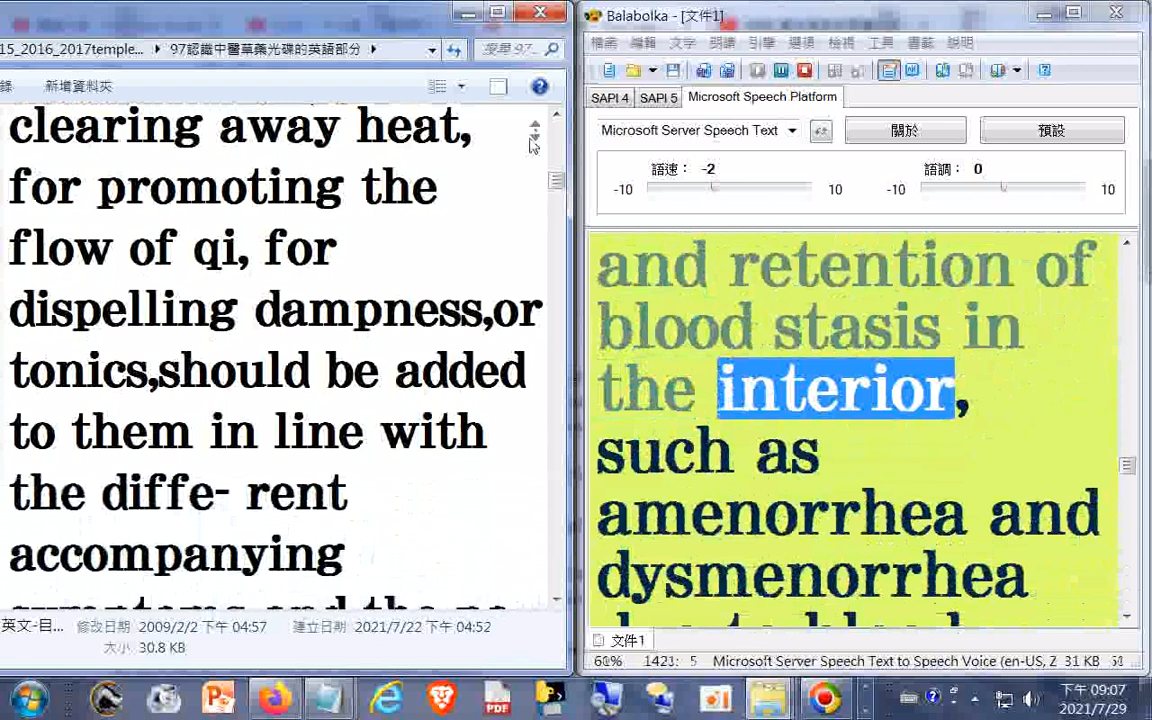 15_2016_2017temple... ▸ 97認識中醫草藥光碟的英語部分 ▸
搜尋 97...
新增資料夾
clearing away heat,
for promoting the
flow of qi, for
dispelling dampness,or
tonics,should be added
to them in line with
the diffe- rent
accompanying
英文-目... 修改日期 2009/2/2 下午 04:57 建立日期 2021/7/22 下午 04:52
大小 30.8 KB
Balabolka - [文件1]
檔案 編輯 文字 朗讀 引擎 選項 檢視 工具 書籤 說明
SAPI 4 SAPI 5 Microsoft Speech Platform
Microsoft Server Speech Text 關於 預設
語速： -2 語調： 0
-10 10 -10 10
and retention of
blood stasis in
the interior,
such as
amenorrhea and
dysmenorrhea
文件1
60% 1423: 5 Microsoft Server Speech Text to Speech Voice (en-US, Z 31 KB
下午 09:07
2021/7/29